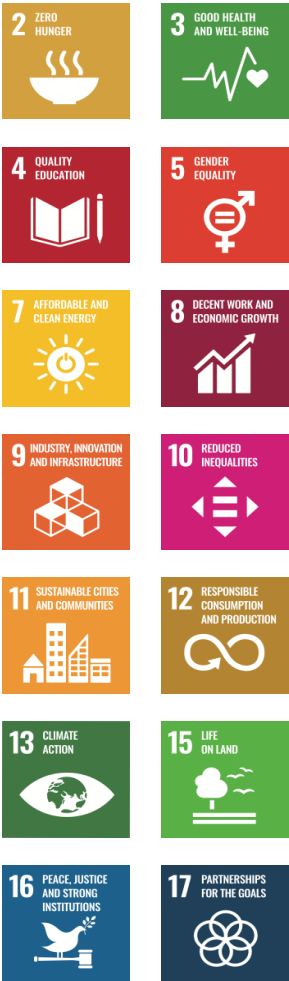 2 ZERO
HUNGER
3 GOOD HEALTH
AND WELL-BEING
4 QUALITY
EDUCATION
5 GENDER
EQUALITY
7 AFFORDABLE AND
CLEAN ENERGY
8 DECENT WORK AND
ECONOMIC GROWTH
9 INDUSTRY, INNOVATION
AND INFRASTRUCTURE
10 REDUCED
INEQUALITIES
11 SUSTAINABLE CITIES
AND COMMUNITIES
12 RESPONSIBLE
CONSUMPTION
AND PRODUCTION
13 CLIMATE
ACTION
15 LIFE
ON LAND
16 PEACE, JUSTICE
AND STRONG
INSTITUTIONS
17 PARTNERSHIPS
FOR THE GOALS